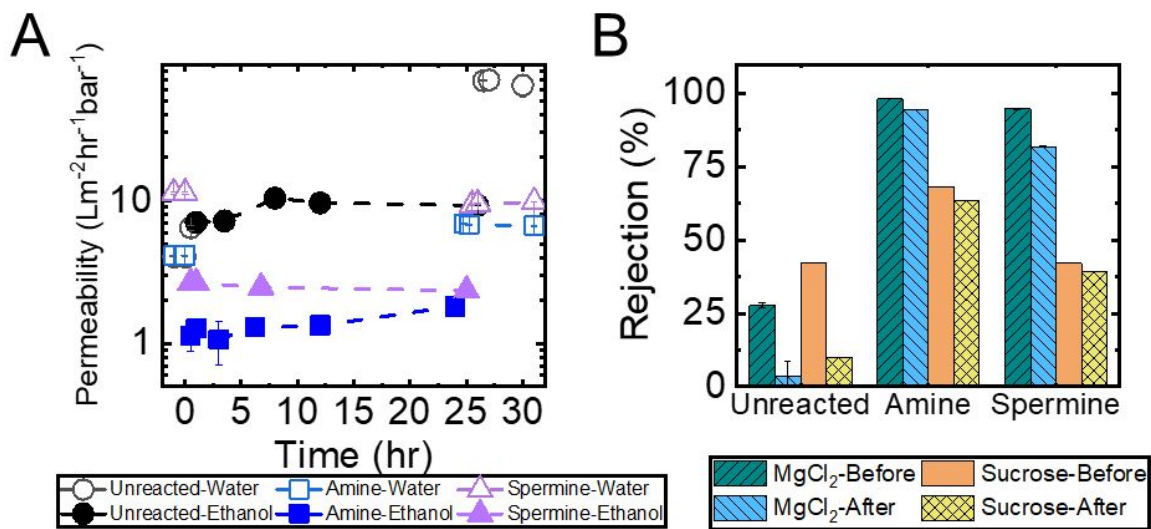 A
Permeability (Lm⁻²hr⁻¹bar⁻¹)
10
1
0 5 10 15 20 25 30
Time (hr)
Unreacted-Water Amine-Water Spermine-Water
Unreacted-Ethanol Amine-Ethanol Spermine-Ethanol
B
Rejection (%)
100
75
50
25
0
Unreacted Amine Spermine
MgCl₂-Before Sucrose-Before
MgCl₂-After Sucrose-After